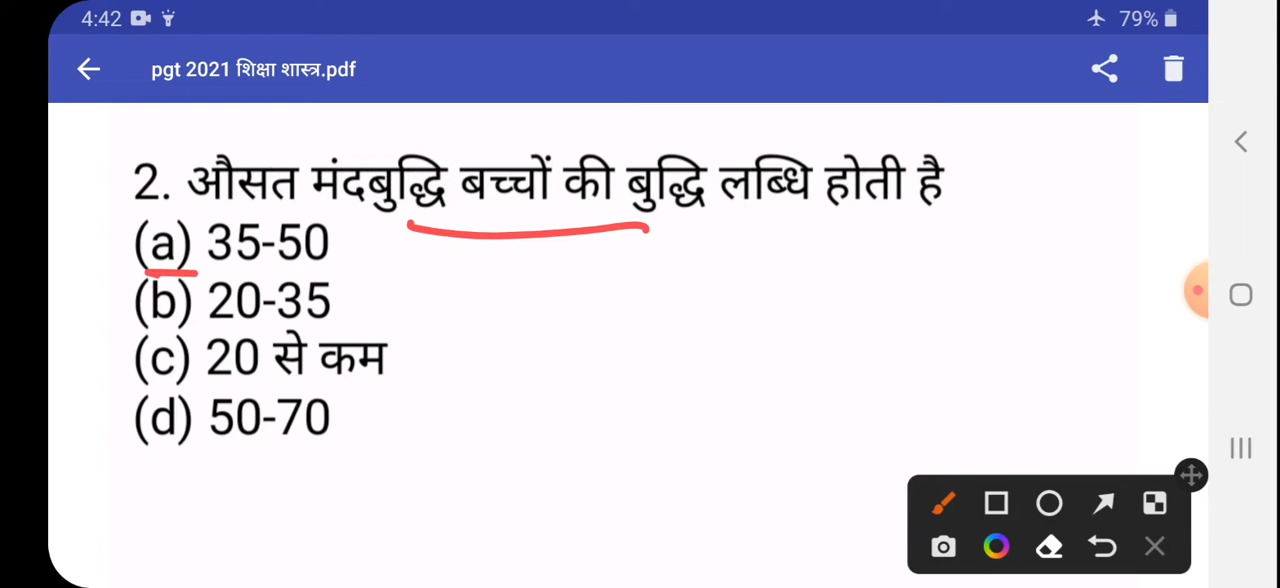 4:42 79%
pgt 2021 शिक्षा शास्त्र.pdf
2. औसत मंदबुद्धि बच्चों की बुद्धि लब्धि होती है
(a) 35-50
(b) 20-35
(c) 20 से कम
(d) 50-70